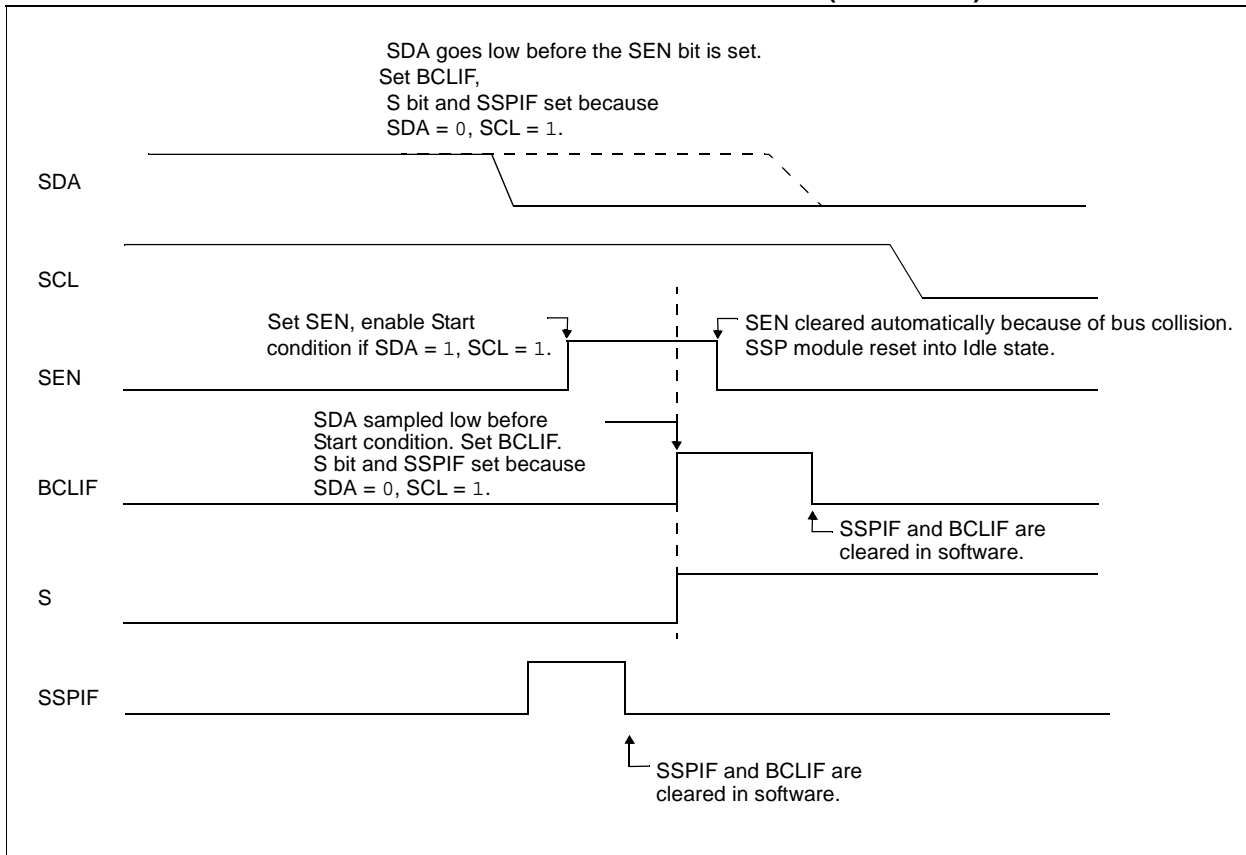 SDA goes low before the SEN bit is set.
Set BCLIF,
S bit and SSPIF set because
SDA = 0, SCL = 1.
SDA
SCL
Set SEN, enable Start
condition if SDA = 1, SCL = 1.
SEN cleared automatically because of bus collision.
SSP module reset into Idle state.
SEN
SDA sampled low before
Start condition. Set BCLIF.
S bit and SSPIF set because
SDA = 0, SCL = 1.
BCLIF
SSPIF and BCLIF are
cleared in software.
S
SSPIF
SSPIF and BCLIF are
cleared in software.